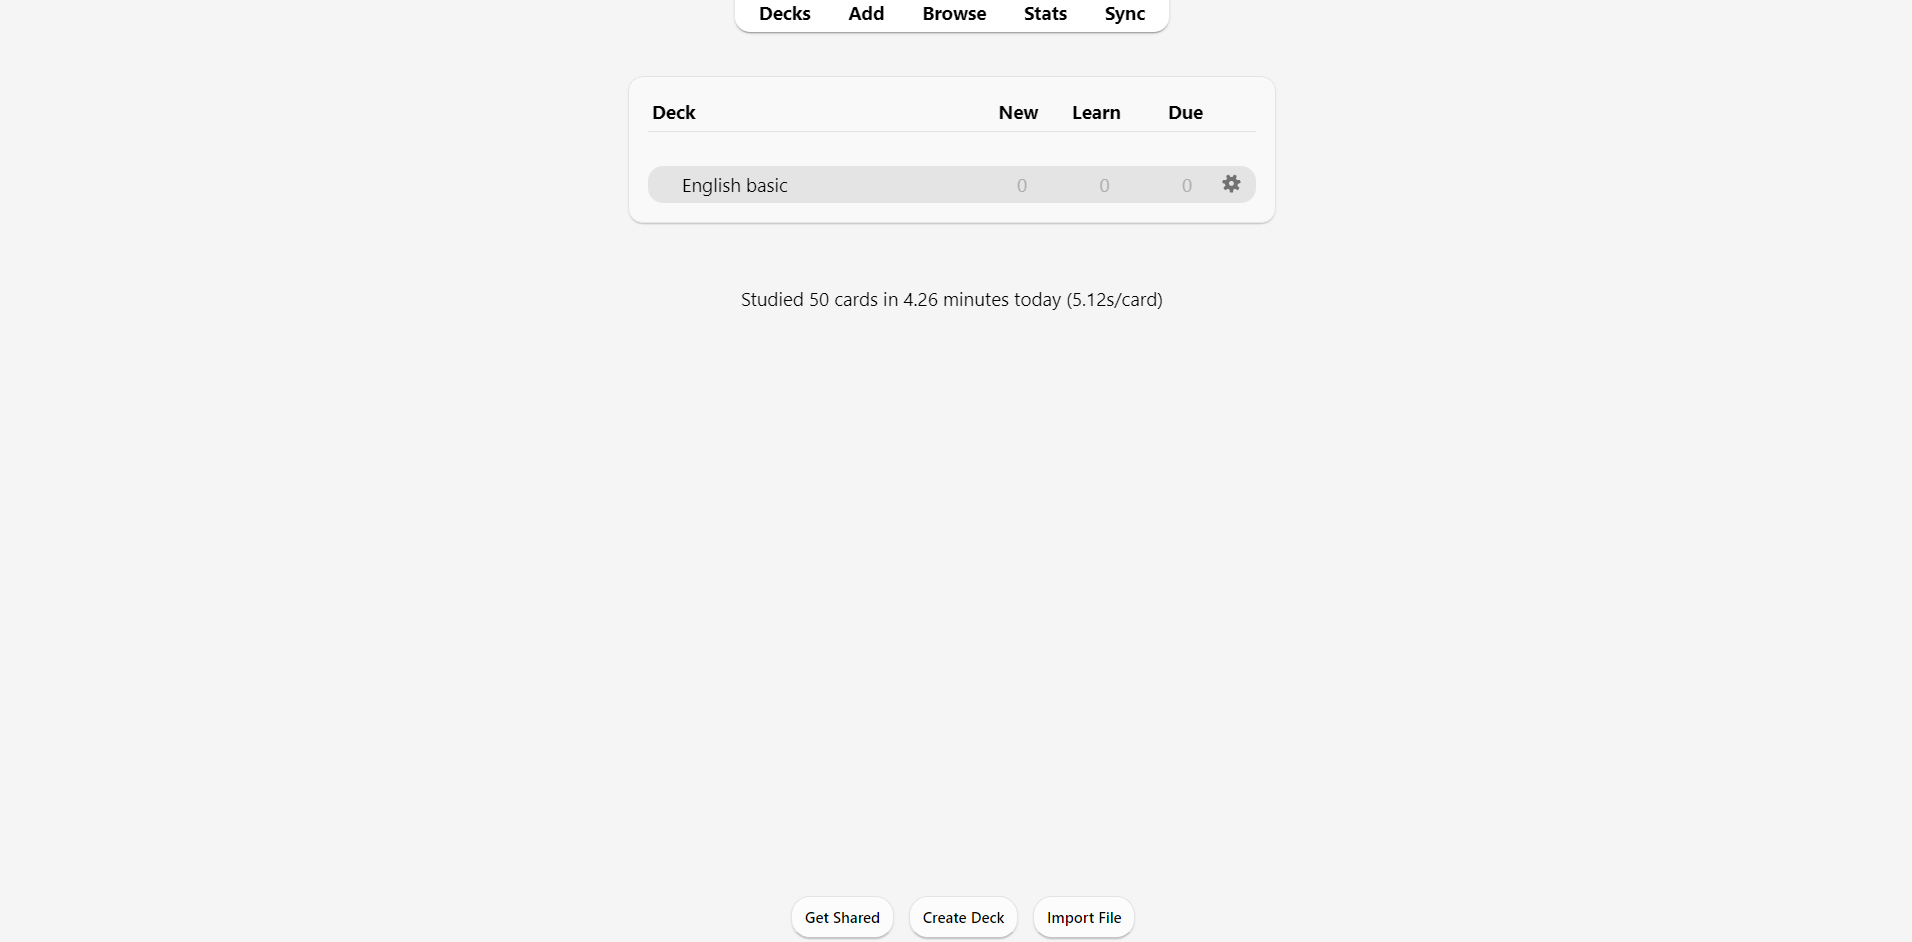 Decks Add Browse Stats Sync
Deck New Learn Due
English basic 0 0 0
Studied 50 cards in 4.26 minutes today (5.12s/card)
Get Shared Create Deck Import File